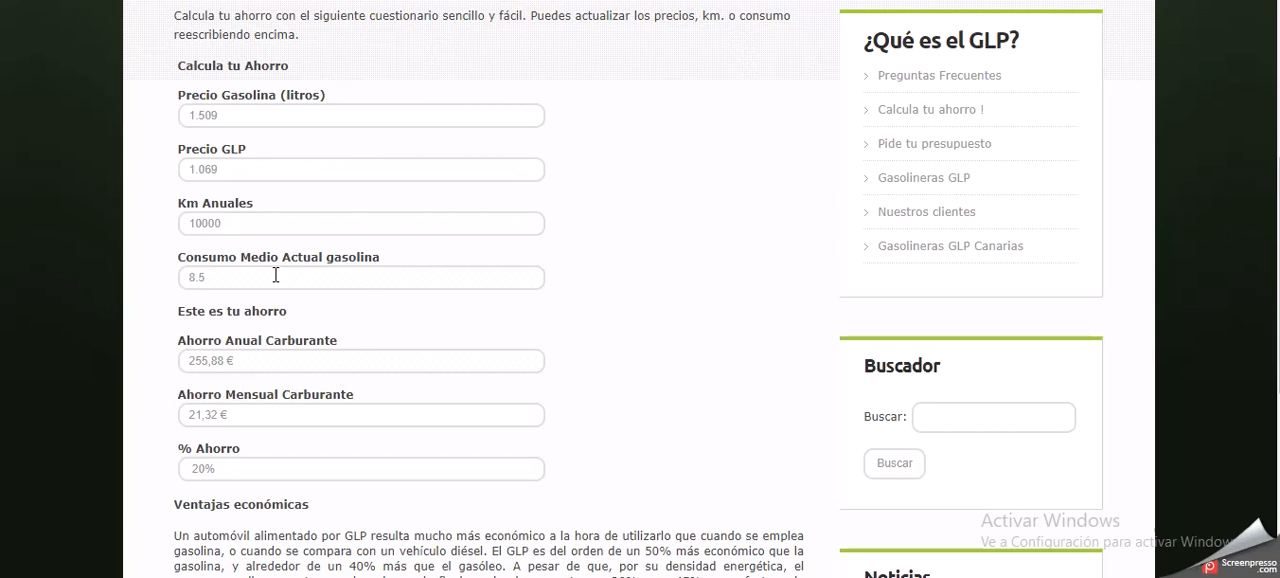 Calcula tu ahorro con el siguiente cuestionario sencillo y fácil. Puedes actualizar los precios, km. o consumo
reescribiendo encima.
Calcula tu Ahorro
Precio Gasolina (litros)
1.509
Precio GLP
1.069
Km Anuales
10000
Consumo Medio Actual gasolina
8.5
Este es tu ahorro
Ahorro Anual Carburante
255,88 €
Ahorro Mensual Carburante
21,32 €
% Ahorro
20%
Ventajas económicas
Un automóvil alimentado por GLP resulta mucho más económico a la hora de utilizarlo que cuando se emplea
gasolina, o cuando se compara con un vehículo diésel. El GLP es del orden de un 50% más económico que la
gasolina, y alrededor de un 40% más que el gasóleo. A pesar de que, por su densidad energética, el
¿Qué es el GLP?
Preguntas Frecuentes
Calcula tu ahorro !
Pide tu presupuesto
Gasolineras GLP
Nuestros clientes
Gasolineras GLP Canarias
Buscador
Buscar:
Buscar
Noticias
Activar Windows
Ve a Configuración para activar Window
Screenpresso
.com